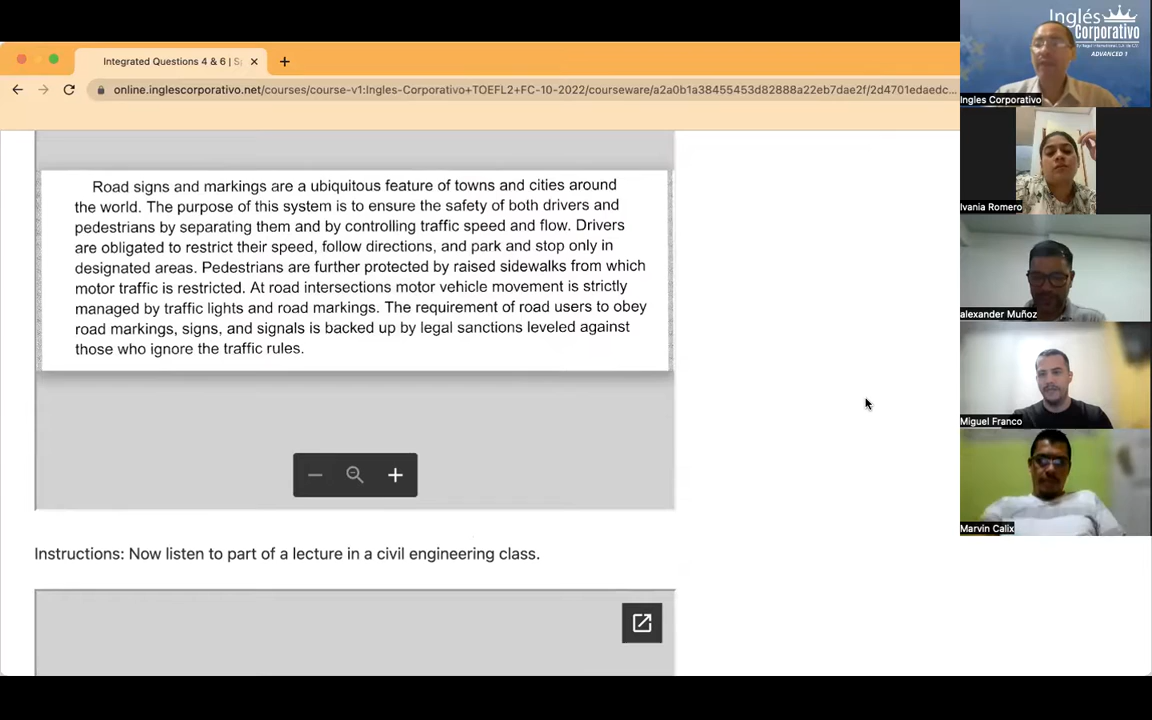 Integrated Questions 4 & 6 | S
online.inglescorporativo.net/courses/course-v1:Ingles-Corporativo+TOEFL2+FC-10-2022/courseware/a2a0b1a38455453d82888a22eb7dae2f/2d4701edaedc...
Road signs and markings are a ubiquitous feature of towns and cities around
the world. The purpose of this system is to ensure the safety of both drivers and
pedestrians by separating them and by controlling traffic speed and flow. Drivers
are obligated to restrict their speed, follow directions, and park and stop only in
designated areas. Pedestrians are further protected by raised sidewalks from which
motor traffic is restricted. At road intersections motor vehicle movement is strictly
managed by traffic lights and road markings. The requirement of road users to obey
road markings, signs, and signals is backed up by legal sanctions leveled against
those who ignore the traffic rules.
Instructions: Now listen to part of a lecture in a civil engineering class.
Inglés
Corporativo
ADVANCED 1
Ingles Corporativo
Ivania Romero
alexander Muñoz
Miguel Franco
Marvin Calix